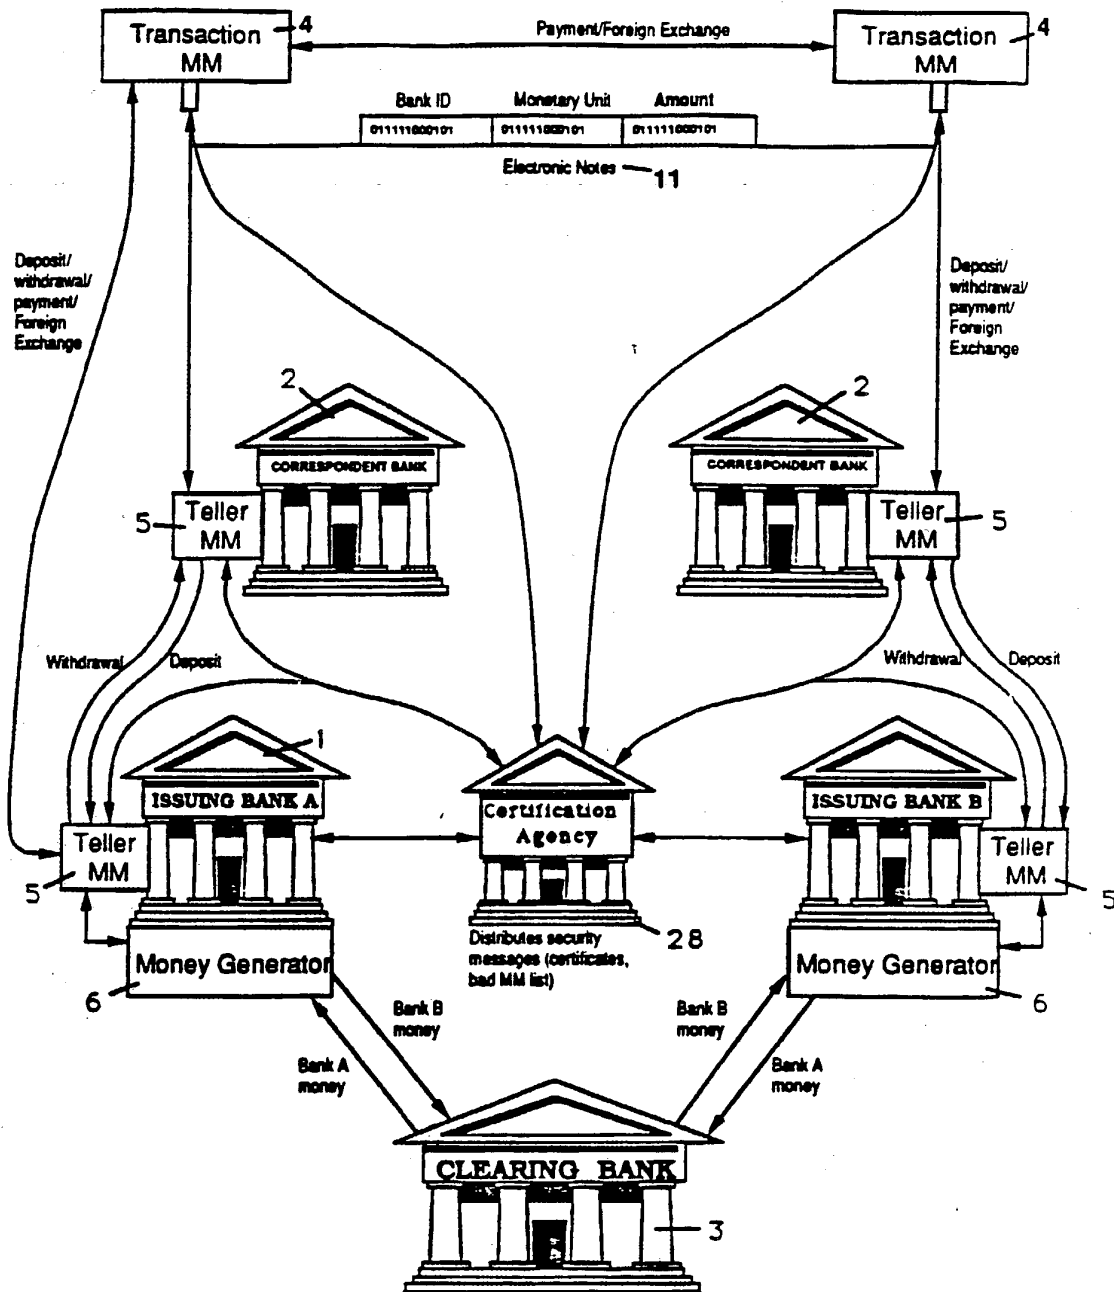 Transaction
MM
4
Payment/Foreign Exchange
Transaction
MM
4
Bank ID Monetary Unit Amount
011111000101 011111000101 011111000101
Electronic Notes 11
Deposit/
withdrawal/
payment/
Foreign
Exchange
Deposit/
withdrawal/
payment/
Foreign
Exchange
2
CORRESPONDENT BANK
2
CORRESPONDENT BANK
5
Teller
MM
Teller
MM
5
Withdrawal
Deposit
Withdrawal
Deposit
1
ISSUING BANK A
Certification
Agency
ISSUING BANK B
Teller
MM
5
Teller
MM
5
28
Distributes security
messages (certificates,
bad MM list)
Money Generator
6
Money Generator
6
Bank B
money
Bank A
money
Bank B
money
Bank A
money
CLEARING BANK
3